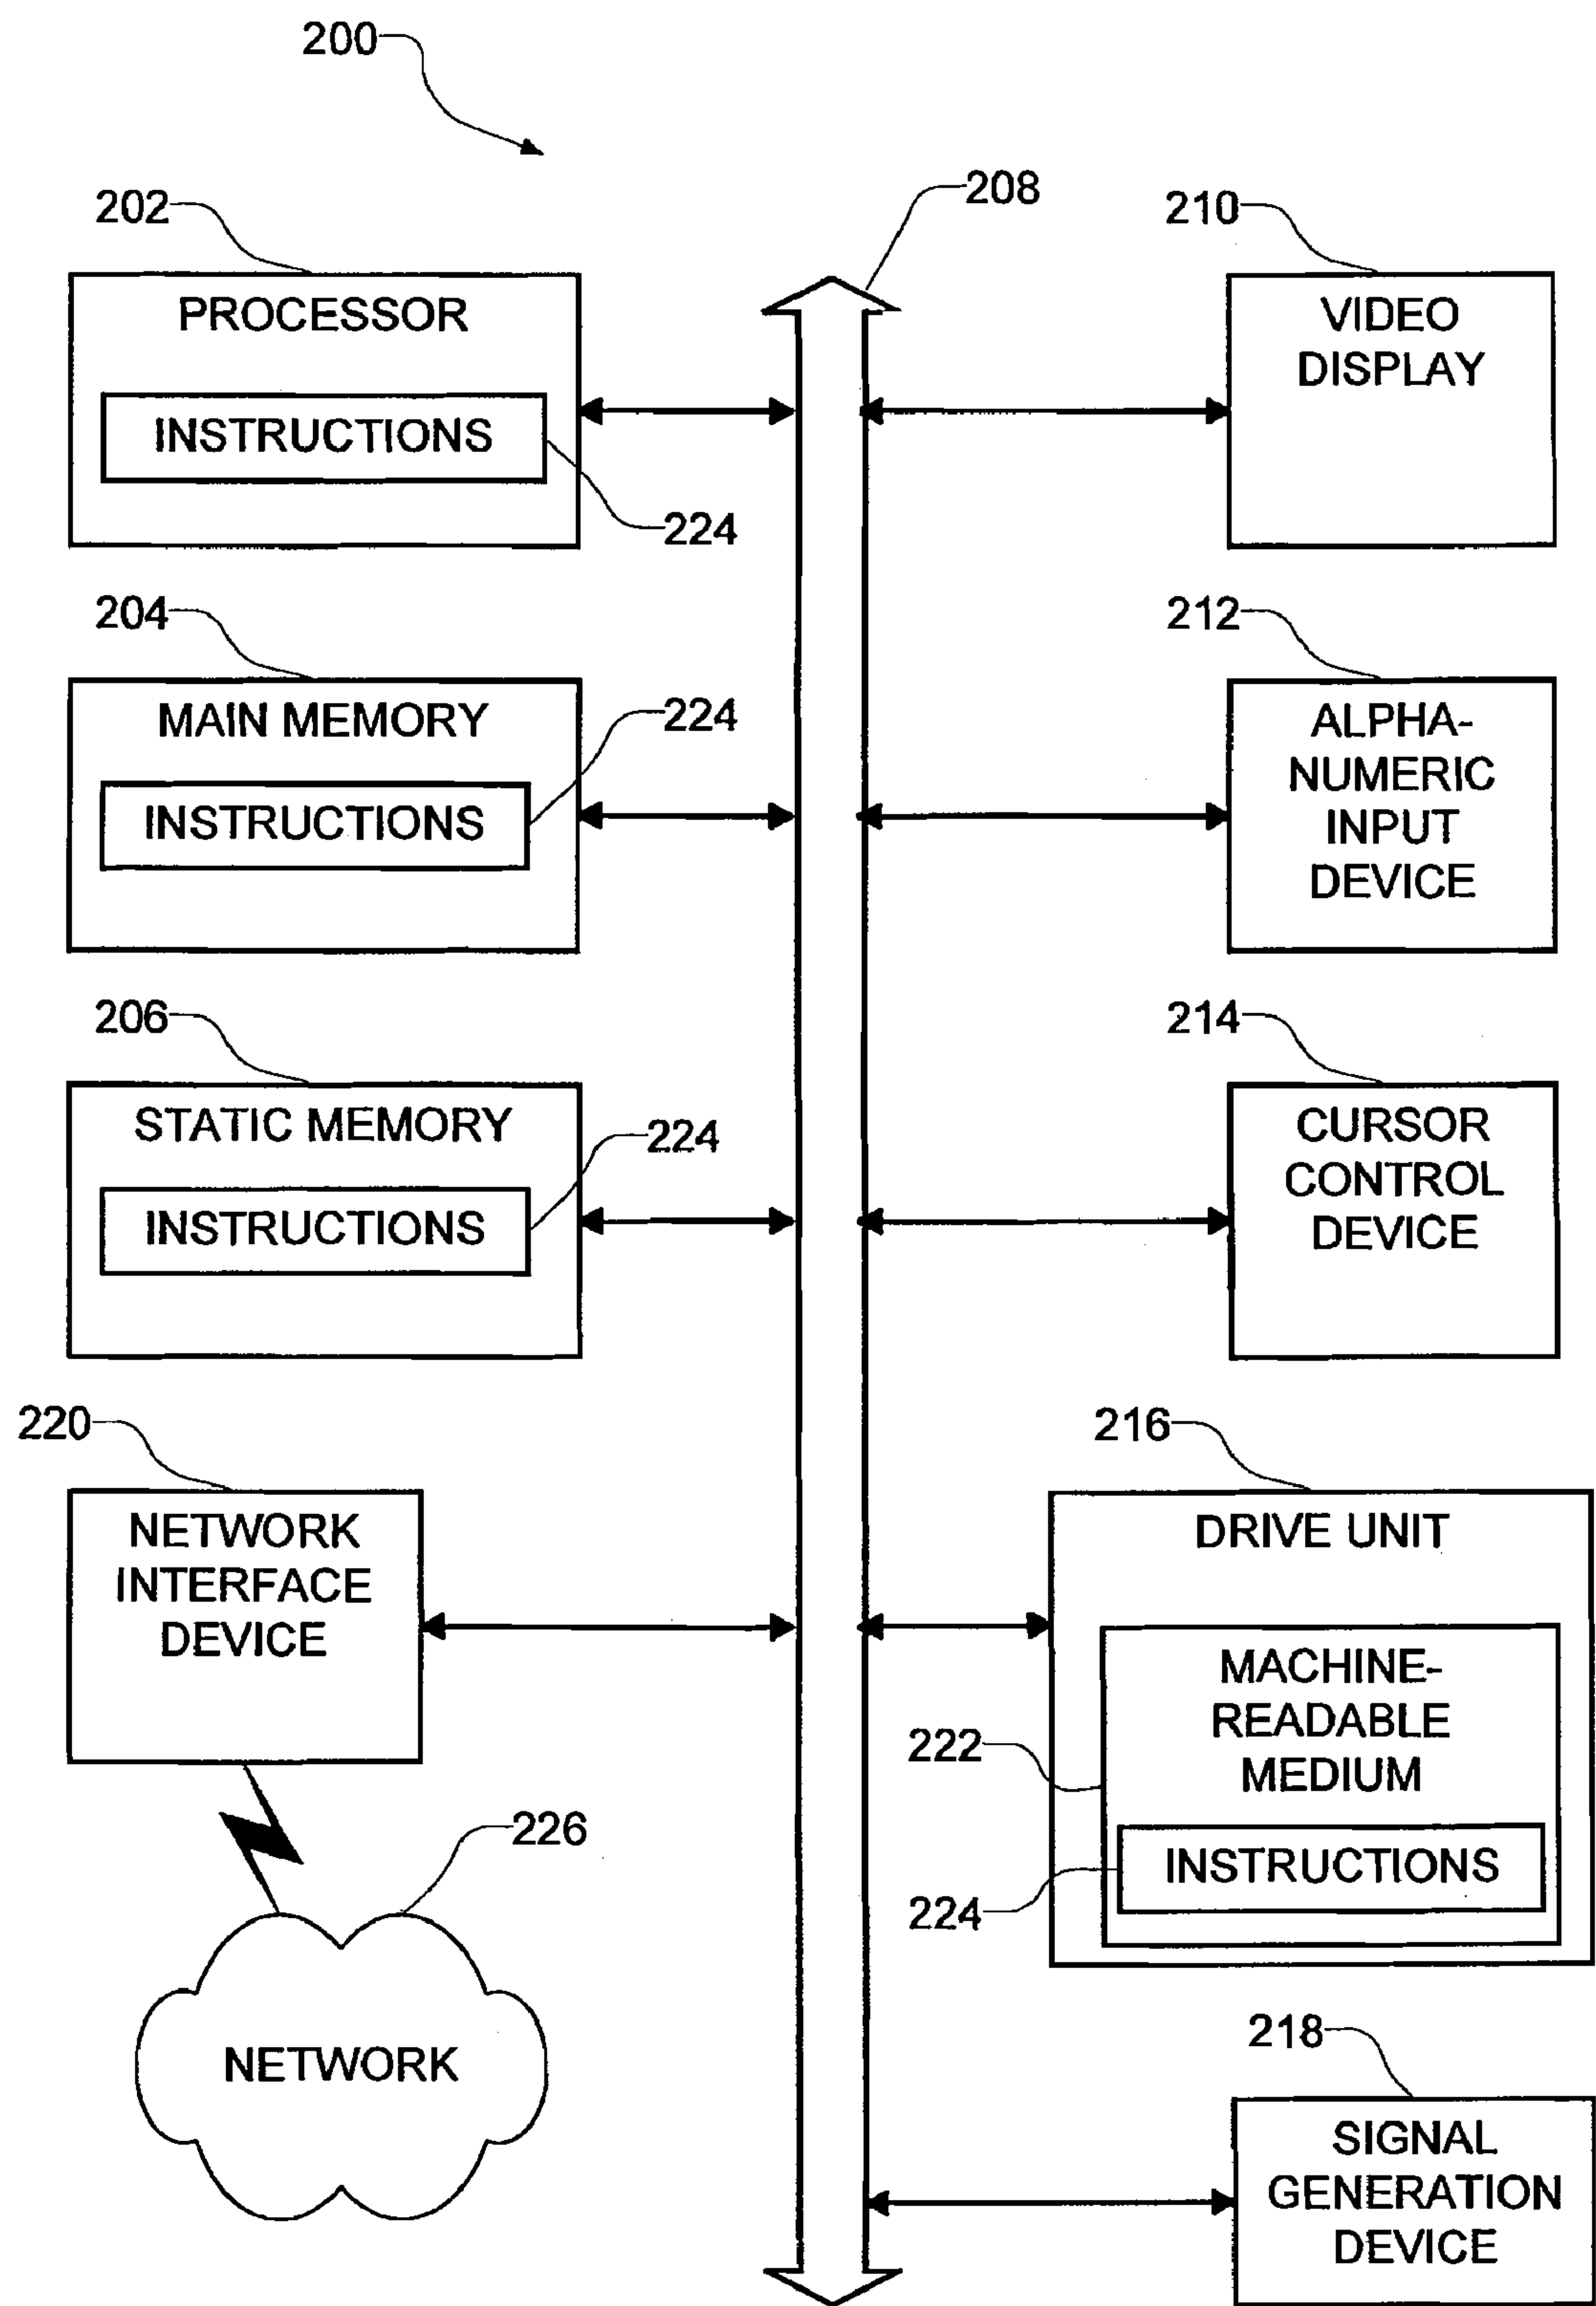 200
208
202
PROCESSOR
INSTRUCTIONS
224
210
VIDEO
DISPLAY
204
MAIN MEMORY
224
INSTRUCTIONS
212
ALPHA-
NUMERIC
INPUT
DEVICE
206
STATIC MEMORY
224
INSTRUCTIONS
214
CURSOR
CONTROL
DEVICE
220
NETWORK
INTERFACE
DEVICE
216
DRIVE UNIT
MACHINE-
READABLE
MEDIUM
222
INSTRUCTIONS
224
226
NETWORK
218
SIGNAL
GENERATION
DEVICE